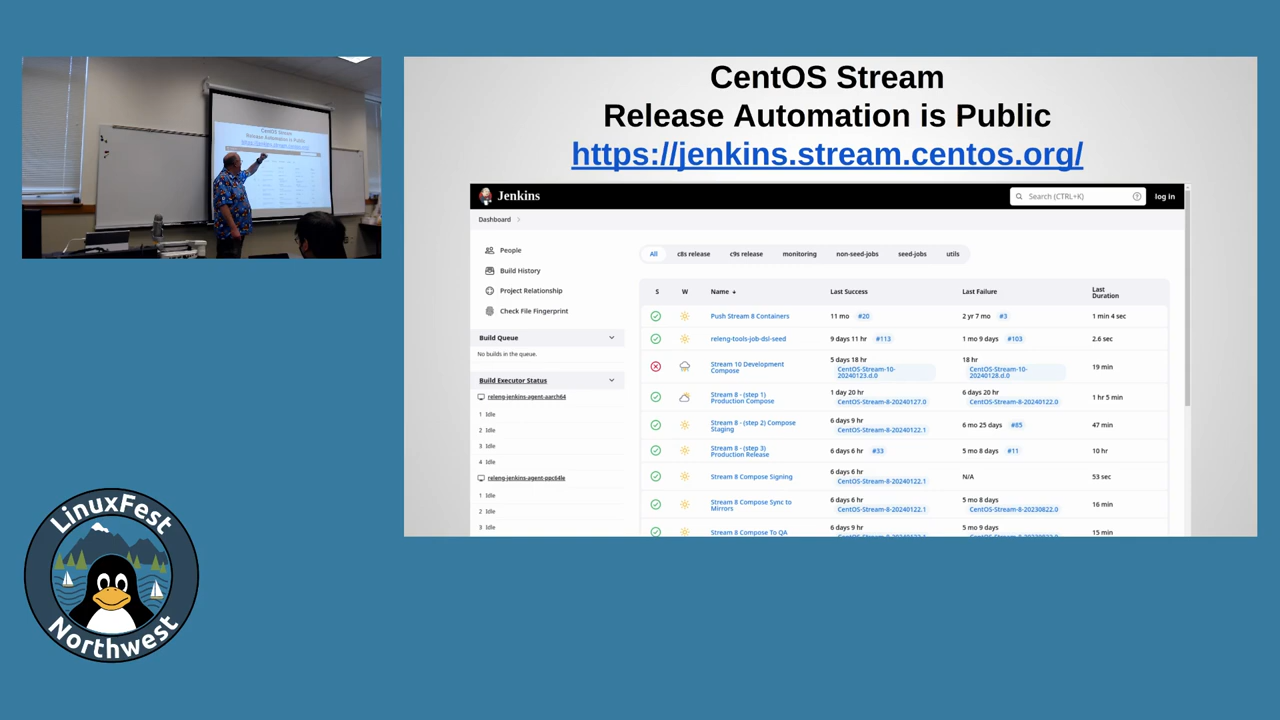 CentOS Stream
Release Automation is Public
https://jenkins.stream.centos.org/
Jenkins
Search (CTRL+K)
log in
Dashboard
People
Build History
Project Relationship
Check File Fingerprint
Build Queue
No builds in the queue.
Build Executor Status
releng-jenkins-agent-aarch64
1 Idle
2 Idle
3 Idle
4 Idle
releng-jenkins-agent-ppc64le
1 Idle
2 Idle
3 Idle
All c8s release c9s release monitoring non-seed-jobs seed-jobs utils
S W Name ↓ Last Success Last Failure Last
Duration
Push Stream 8 Containers 11 mo #20 2 yr 7 mo #3 1 min 4 sec
releng-tools-job-dsl-seed 9 days 11 hr #113 1 mo 9 days #103 2.6 sec
Stream 10 Development
Compose
5 days 18 hr
CentOS-Stream-10-
20240123.d.0
18 hr
CentOS-Stream-10-
20240128.d.0
19 min
Stream 8 - (step 1)
Production Compose
1 day 20 hr
CentOS-Stream-8-20240127.0
6 days 20 hr
CentOS-Stream-8-20240122.0
1 hr 5 min
Stream 8 - (step 2) Compose
Staging
6 days 9 hr
CentOS-Stream-8-20240122.1
6 mo 25 days #85
47 min
Stream 8 - (step 3)
Production Release
6 days 6 hr #33
5 mo 8 days #11
10 hr
Stream 8 Compose Signing
6 days 6 hr
CentOS-Stream-8-20240122.1
N/A
53 sec
Stream 8 Compose Sync to
Mirrors
6 days 6 hr
CentOS-Stream-8-20240122.1
5 mo 8 days
CentOS-Stream-8-20230822.0
16 min
Stream 8 Compose To QA
6 days 9 hr
5 mo 9 days
15 min
CentOS Stream
Release Automation is Public
LinuxFest
Northwest